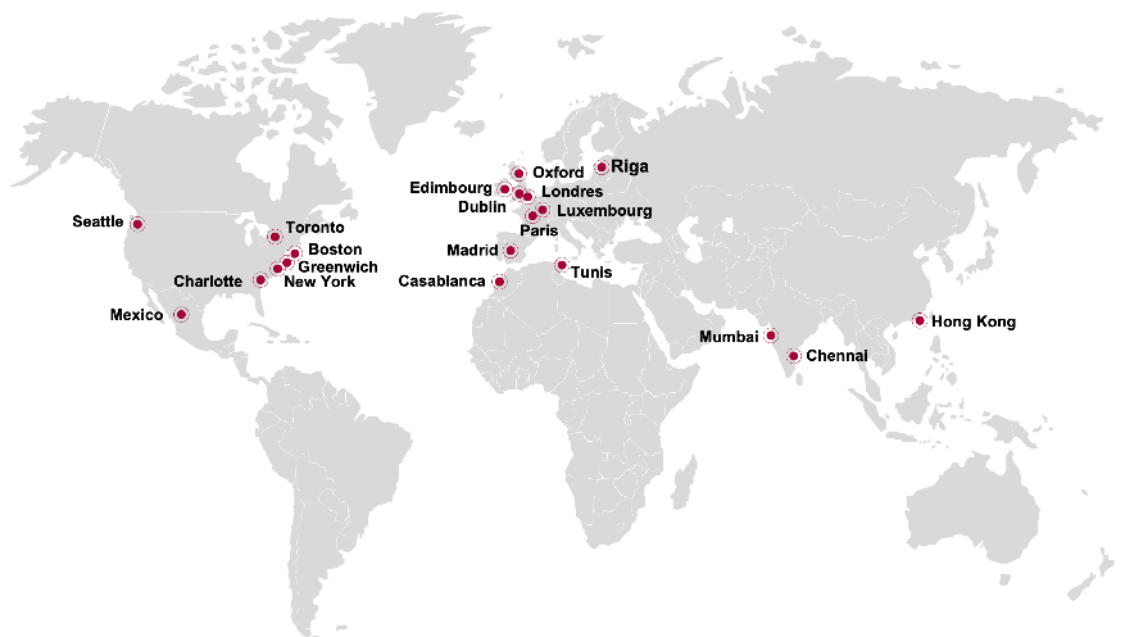 Oxford
Riga
Edimbourg
Londres
Dublin
Luxembourg
Paris
Seattle
Toronto
Boston
Madrid
Greenwich
Tunis
Charlotte
New York
Casablanca
Mexico
Hong Kong
Mumbai
Chennai